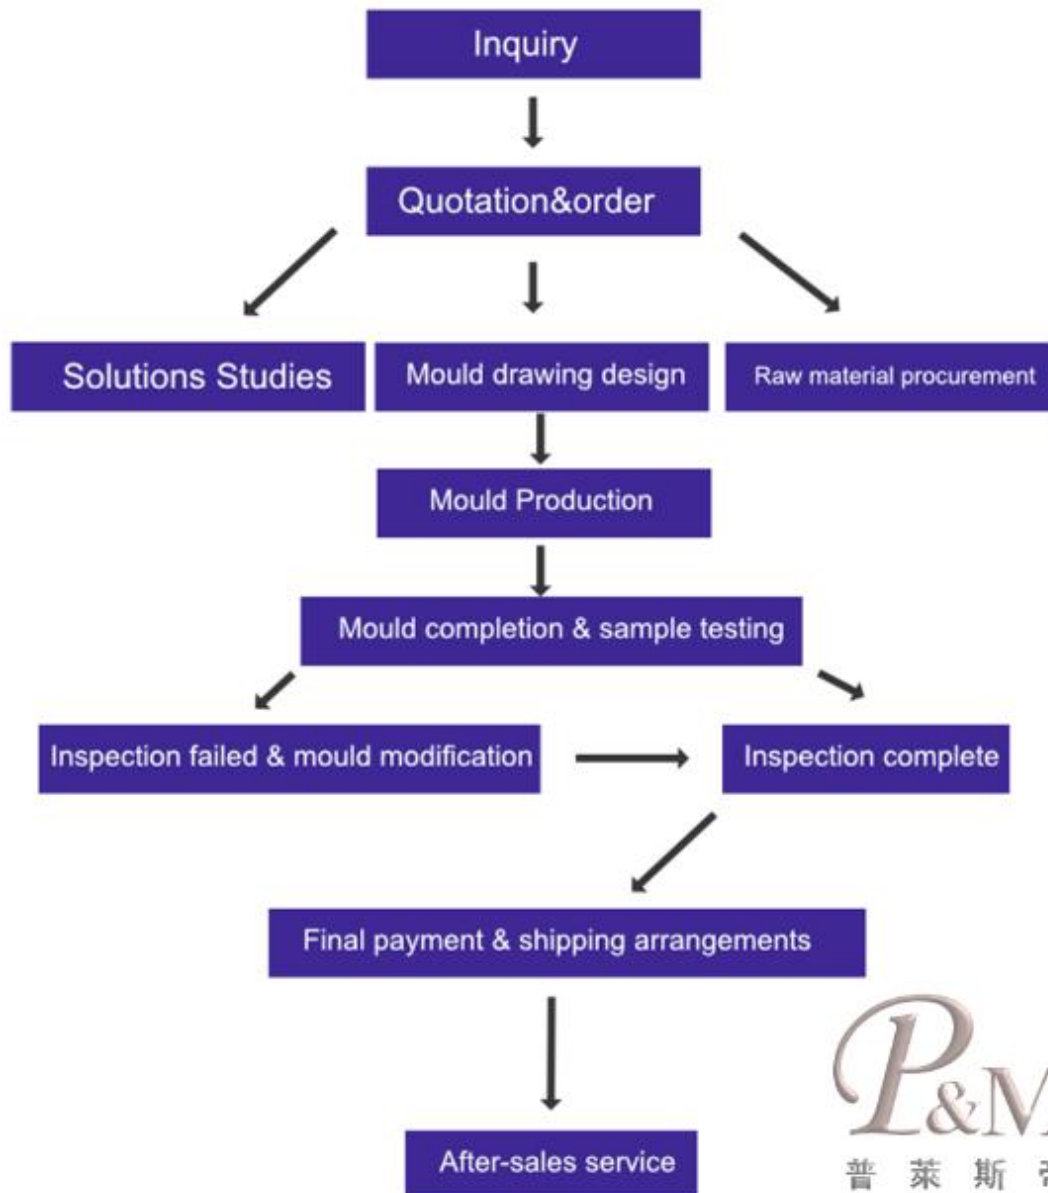 Inquiry
Quotation&order
Solutions Studies
Mould drawing design
Raw material procurement
Mould Production
Mould completion & sample testing
Inspection failed & mould modification
Inspection complete
Final payment & shipping arrangements
After-sales service
P&M
普 萊 斯